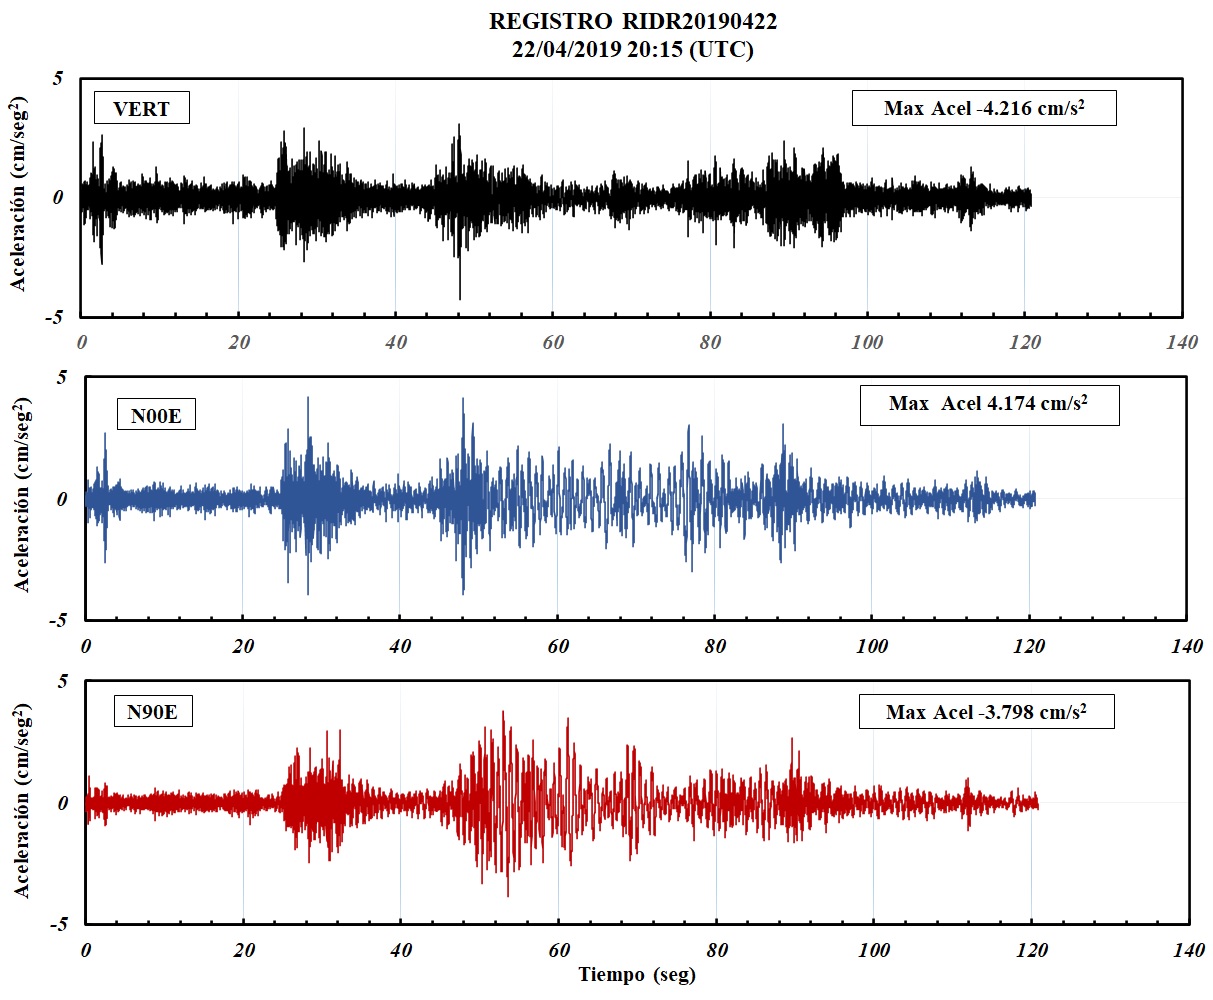 REGISTRO RIDR20190422
22/04/2019 20:15 (UTC)
Aceleración (cm/seg²)
5
0
-5
VERT
Max Acel -4.216 cm/s²
0 20 40 60 80 100 120 140
Aceleración (cm/seg²)
5
0
-5
N00E
Max Acel 4.174 cm/s²
0 20 40 60 80 100 120 140
Aceleración (cm/seg²)
5
0
-5
N90E
Max Acel -3.798 cm/s²
0 20 40 60 80 100 120 140
Tiempo (seg)